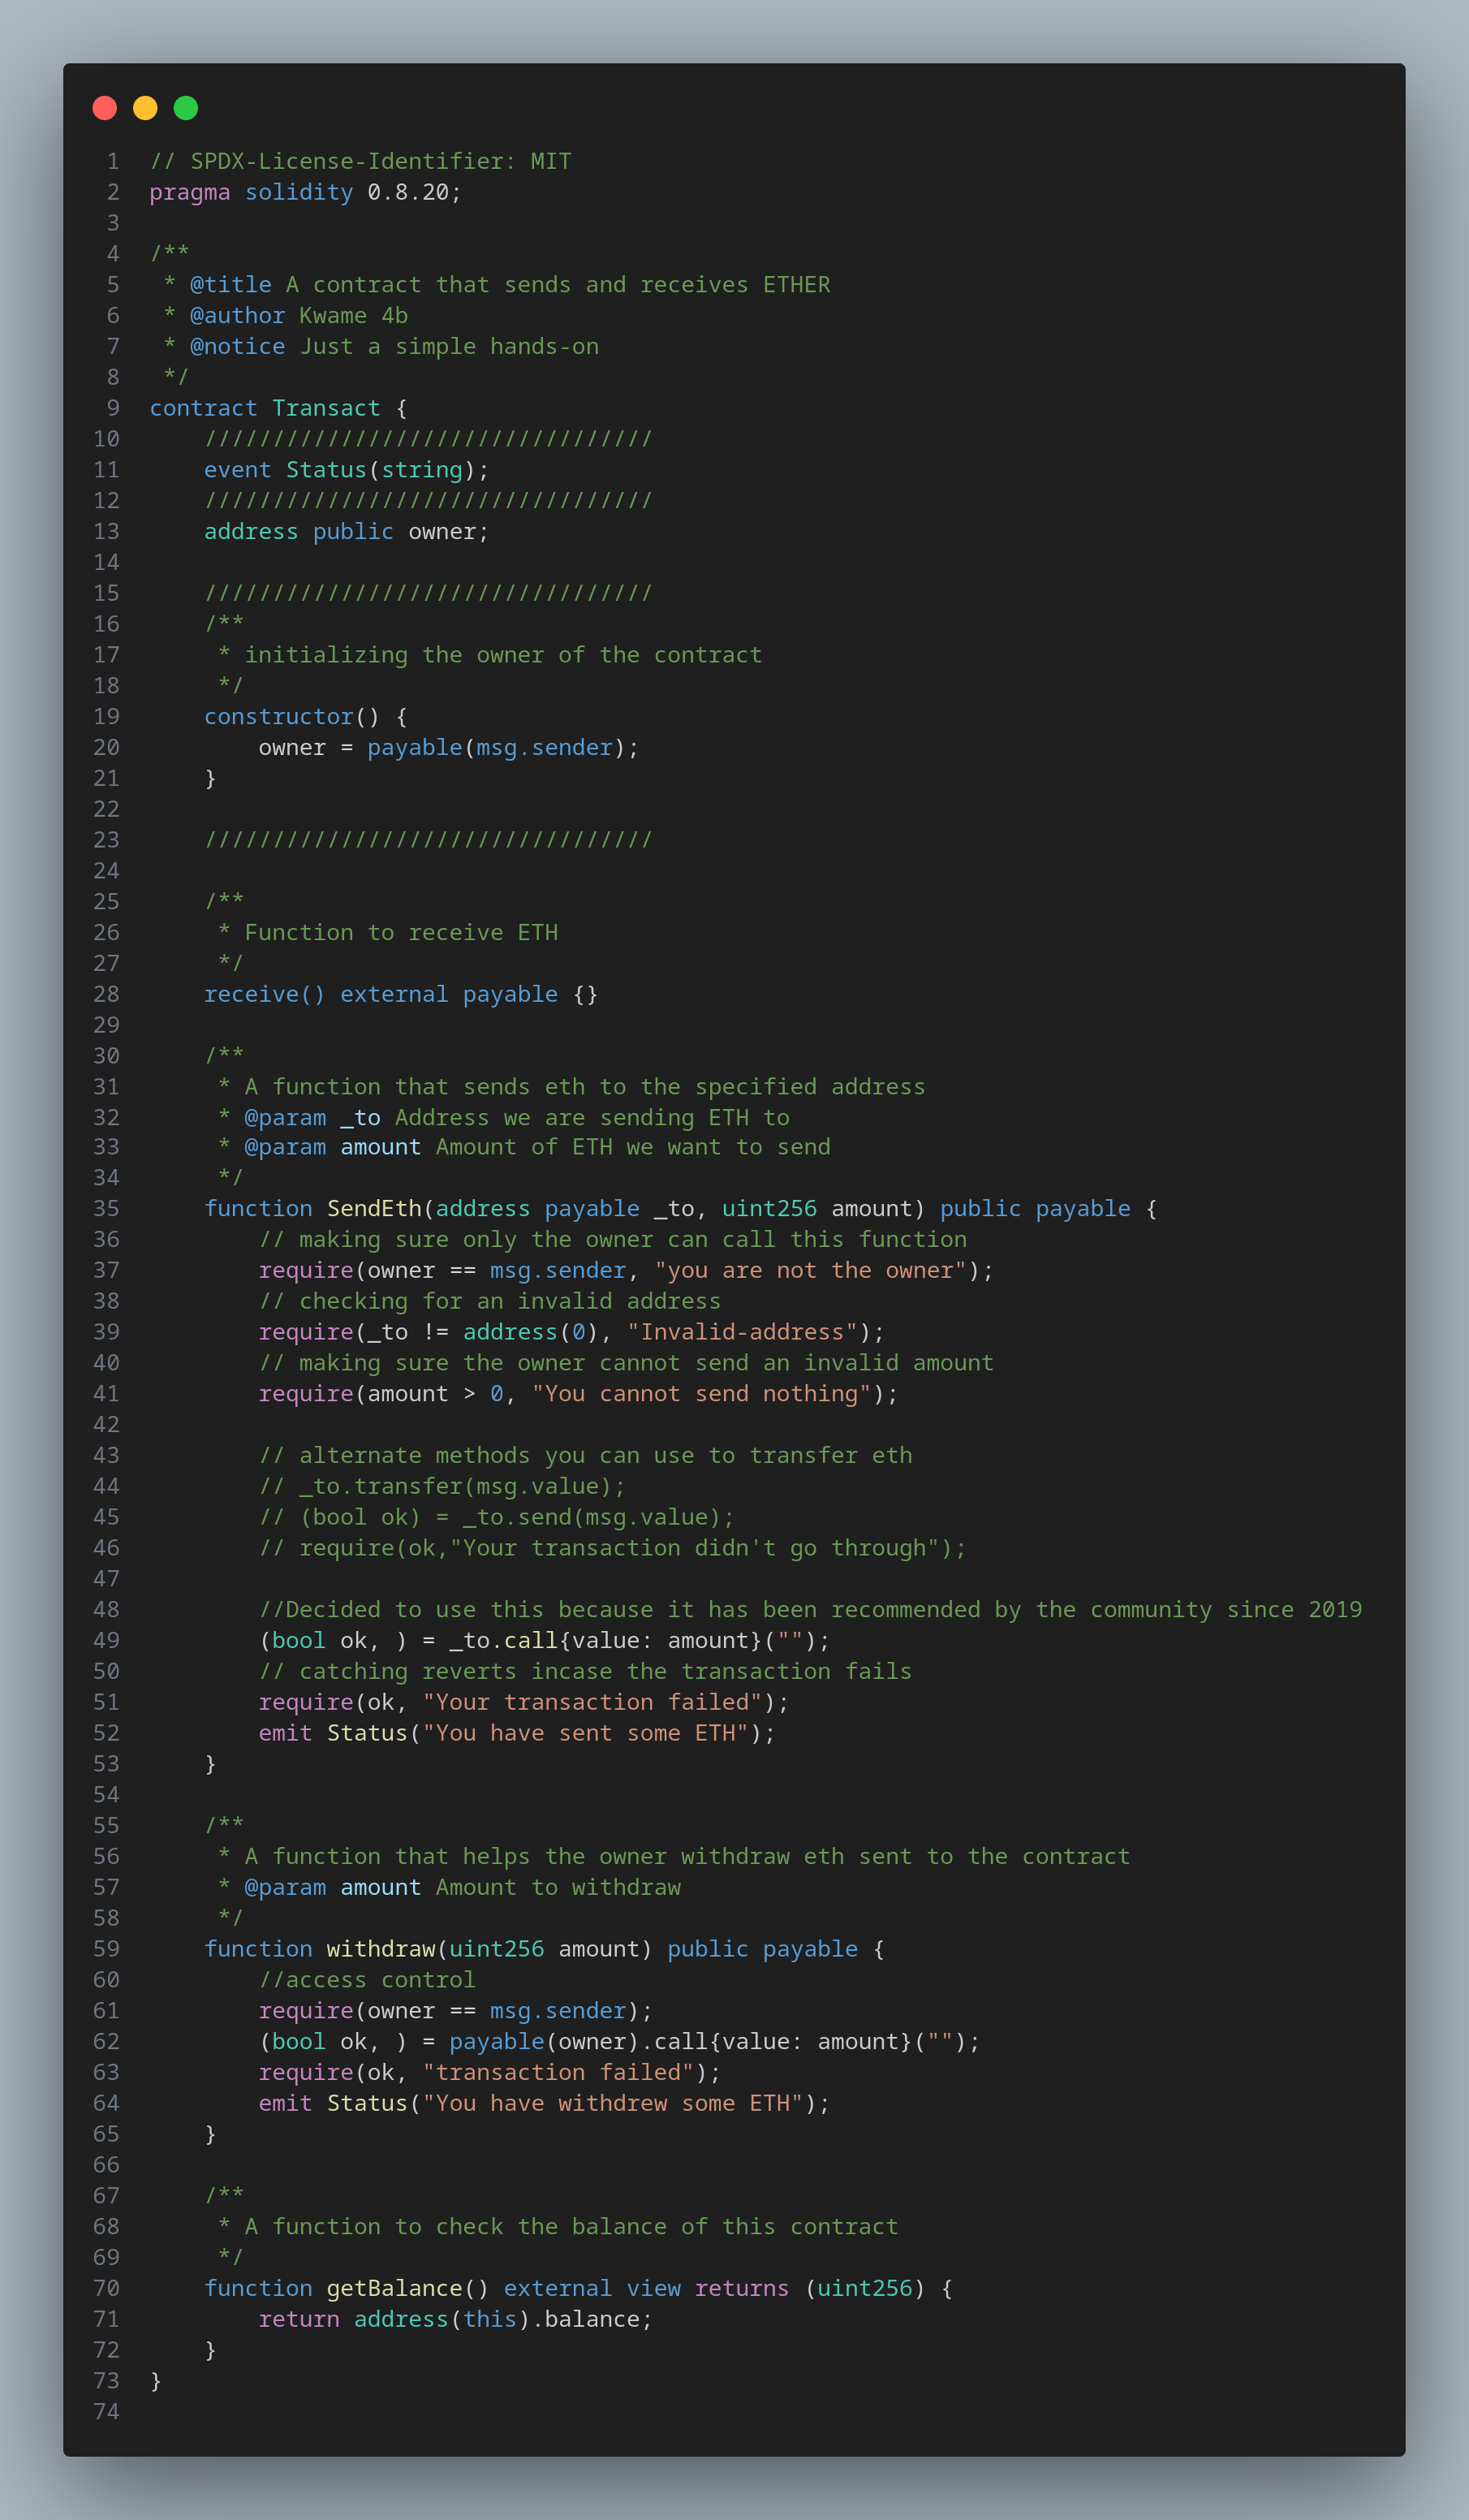 1 // SPDX-License-Identifier: MIT
2 pragma solidity 0.8.20;
3
4 /**
5  * @title A contract that sends and receives ETHER
6  * @author Kwame 4b
7  * @notice Just a simple hands-on
8  */
9 contract Transact {
10     /////////////////////////////////
11     event Status(string);
12     /////////////////////////////////
13     address public owner;
14
15     /////////////////////////////////
16     /**
17      * initializing the owner of the contract
18      */
19     constructor() {
20         owner = payable(msg.sender);
21     }
22
23     /////////////////////////////////
24
25     /**
26      * Function to receive ETH
27      */
28     receive() external payable {}
29
30     /**
31      * A function that sends eth to the specified address
32      * @param _to Address we are sending ETH to
33      * @param amount Amount of ETH we want to send
34      */
35     function SendEth(address payable _to, uint256 amount) public payable {
36         // making sure only the owner can call this function
37         require(owner == msg.sender, "you are not the owner");
38         // checking for an invalid address
39         require(_to != address(0), "Invalid-address");
40         // making sure the owner cannot send an invalid amount
41         require(amount > 0, "You cannot send nothing");
42
43         // alternate methods you can use to transfer eth
44         // _to.transfer(msg.value);
45         // (bool ok) = _to.send(msg.value);
46         // require(ok,"Your transaction didn't go through");
47
48         //Decided to use this because it has been recommended by the community since 2019
49         (bool ok, ) = _to.call{value: amount}("");
50         // catching reverts incase the transaction fails
51         require(ok, "Your transaction failed");
52         emit Status("You have sent some ETH");
53     }
54
55     /**
56      * A function that helps the owner withdraw eth sent to the contract
57      * @param amount Amount to withdraw
58      */
59     function withdraw(uint256 amount) public payable {
60         //access control
61         require(owner == msg.sender);
62         (bool ok, ) = payable(owner).call{value: amount}("");
63         require(ok, "transaction failed");
64         emit Status("You have withdrew some ETH");
65     }
66
67     /**
68      * A function to check the balance of this contract
69      */
70     function getBalance() external view returns (uint256) {
71         return address(this).balance;
72     }
73 }
74